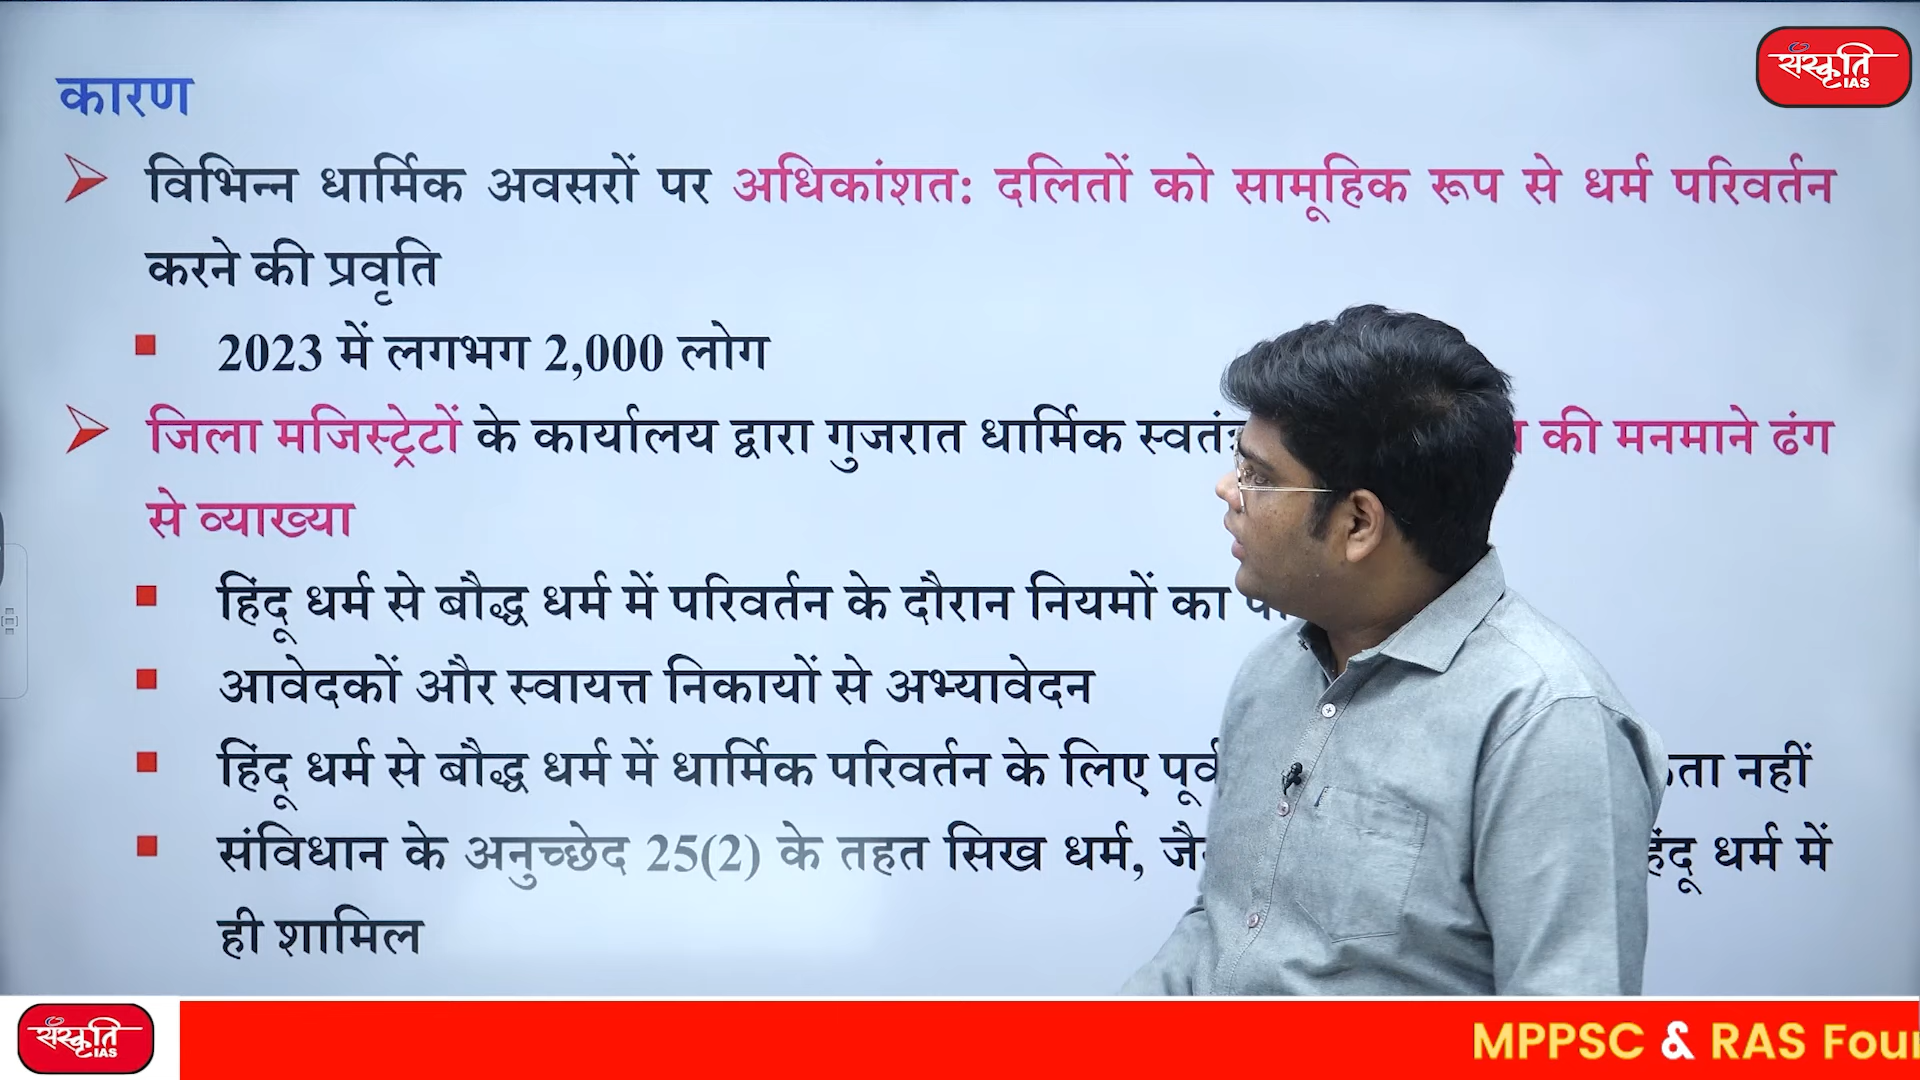 संस्कृति
IAS
कारण
विभिन्न धार्मिक अवसरों पर अधिकांशत: दलितों को सामूहिक रूप से धर्म परिवर्तन
करने की प्रवृति
2023 में लगभग 2,000 लोग
जिला मजिस्ट्रेटों के कार्यालय द्वारा गुजरात धार्मिक की मनमाने ढंग
से व्याख्या
हिंदू धर्म से बौद्ध धर्म में परिवर्तन के दौरान नियमों का
आवेदकों और स्वायत्त निकायों से अभ्यावेदन
हिंदू धर्म से बौद्ध धर्म में धार्मिक परिवर्तन के लिए नहीं
संविधान के अनुच्छेद 25(2) के तहत सिख धर्म, धर्म में
ही शामिल
संस्कृति
IAS
MPPSC & RAS